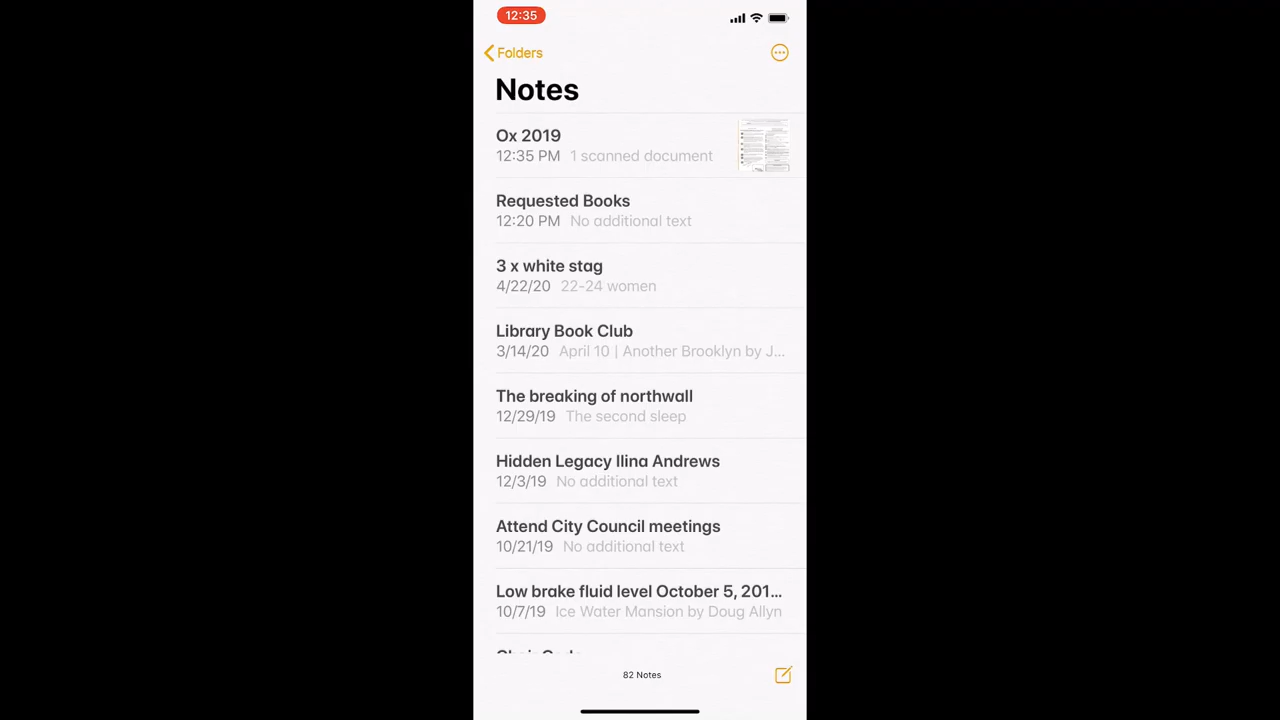 12:35
Folders
Notes
Ox 2019
12:35 PM 1 scanned document
Requested Books
12:20 PM No additional text
3 x white stag
4/22/20 22-24 women
Library Book Club
3/14/20 April 10 | Another Brooklyn by J...
The breaking of northwall
12/29/19 The second sleep
Hidden Legacy Ilina Andrews
12/3/19 No additional text
Attend City Council meetings
10/21/19 No additional text
Low brake fluid level October 5, 201...
10/7/19 Ice Water Mansion by Doug Allyn
82 Notes